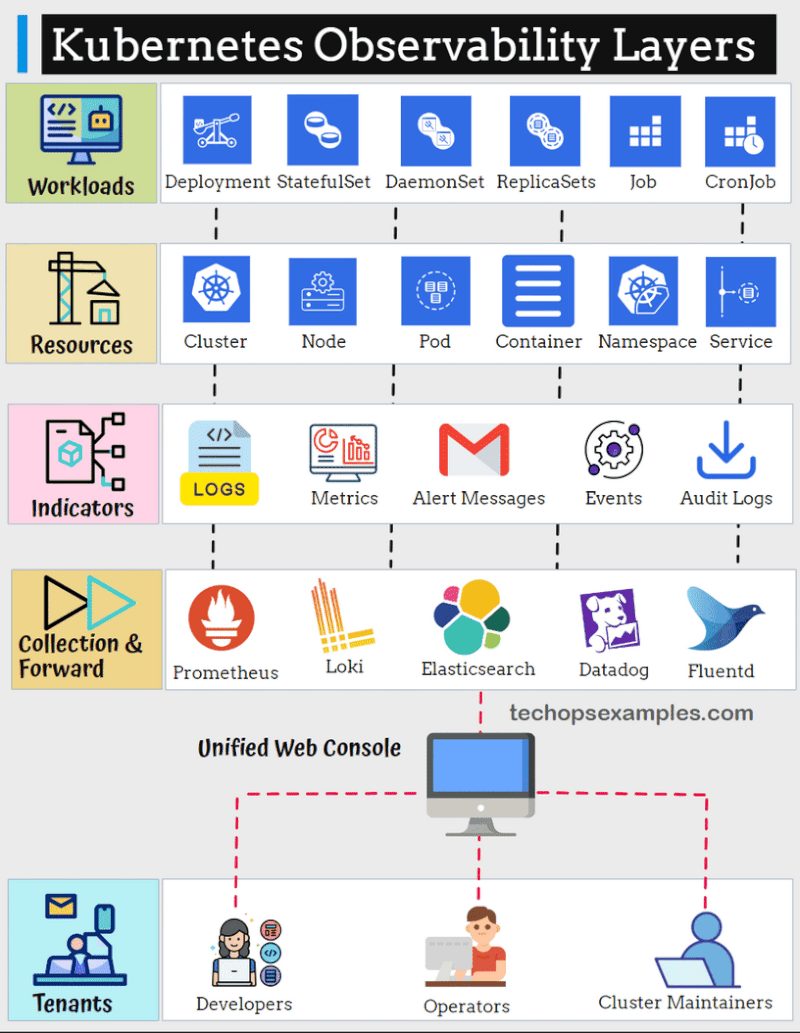 Kubernetes Observability Layers
Workloads
Deployment StatefulSet DaemonSet ReplicaSets Job CronJob
Resources
Cluster Node Pod Container Namespace Service
Indicators
</>
LOGS
Metrics Alert Messages Events Audit Logs
Collection &
Forward
Prometheus Loki Elasticsearch Datadog Fluentd
techopsexamples.com
Unified Web Console
Tenants
Developers Operators Cluster Maintainers